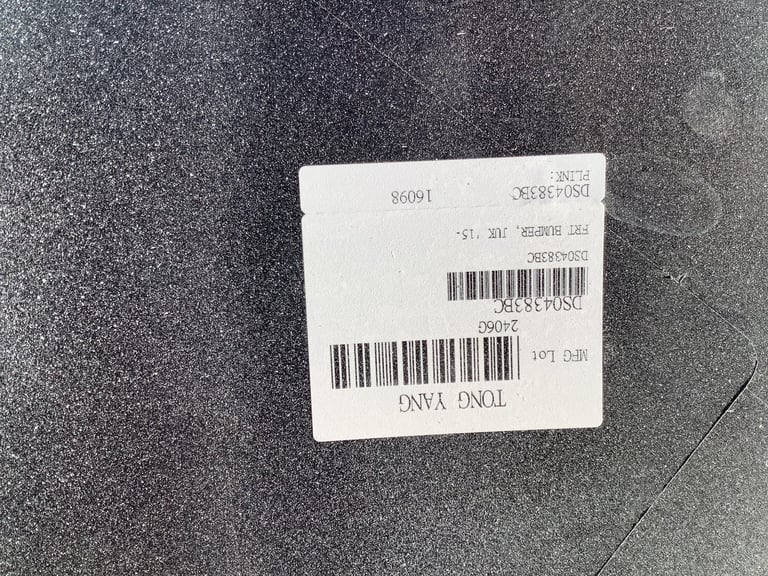 TONG YANG
MFG Lot
2406G
DS04383BC
DS04383BC
FRT BUMPER, JUK '15-
DS04383BC 16098
PLINK: